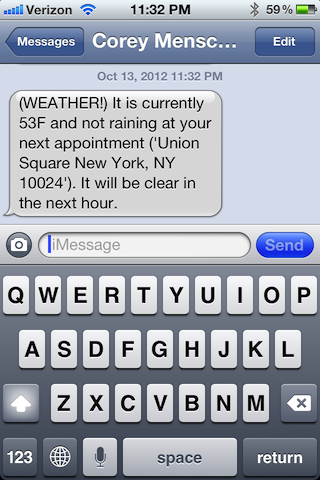 Verizon 11:32 PM 59%
Messages Corey Mensc... Edit
Oct 13, 2012 11:32 PM
(WEATHER!) It is currently
53F and not raining at your
next appointment ('Union
Square New York, NY
10024'). It will be clear in
the next hour.
iMessage Send
Q W E R T Y U I O P
A S D F G H J K L
Z X C V B N M
123 space return